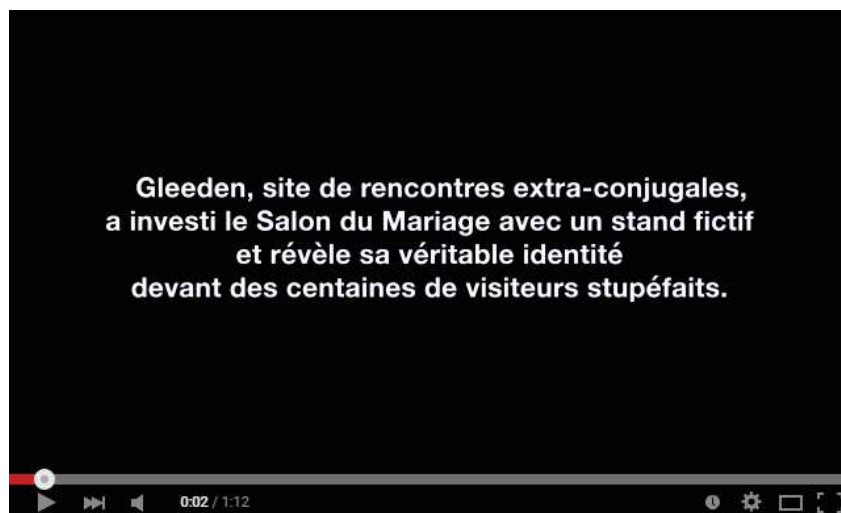 Gleeden, site de rencontres extra-conjugales,
a investi le Salon du Mariage avec un stand fictif
et révèle sa véritable identité
devant des centaines de visiteurs stupéfaits.
0:02 / 1:12